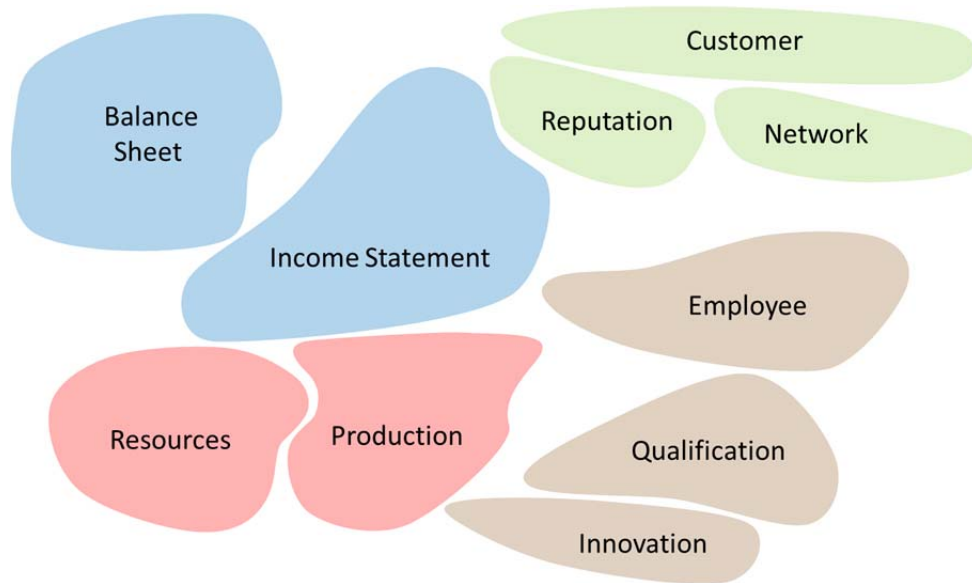 Balance
Sheet
Income Statement
Customer
Reputation
Network
Employee
Resources
Production
Qualification
Innovation